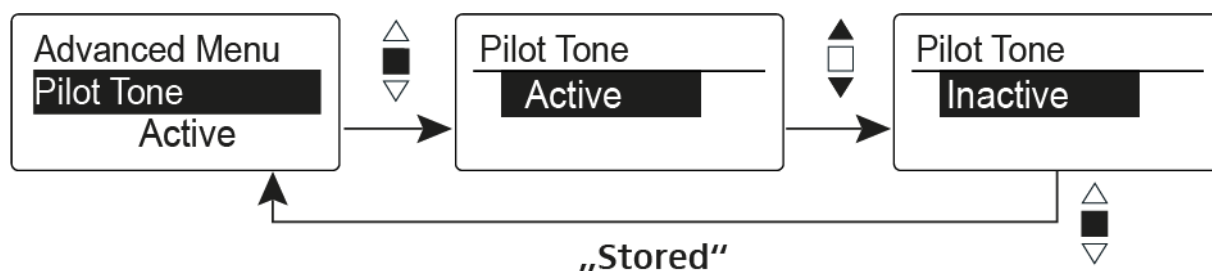 Advanced Menu
Pilot Tone
Active
Pilot Tone
Active
Pilot Tone
Inactive
„Stored“